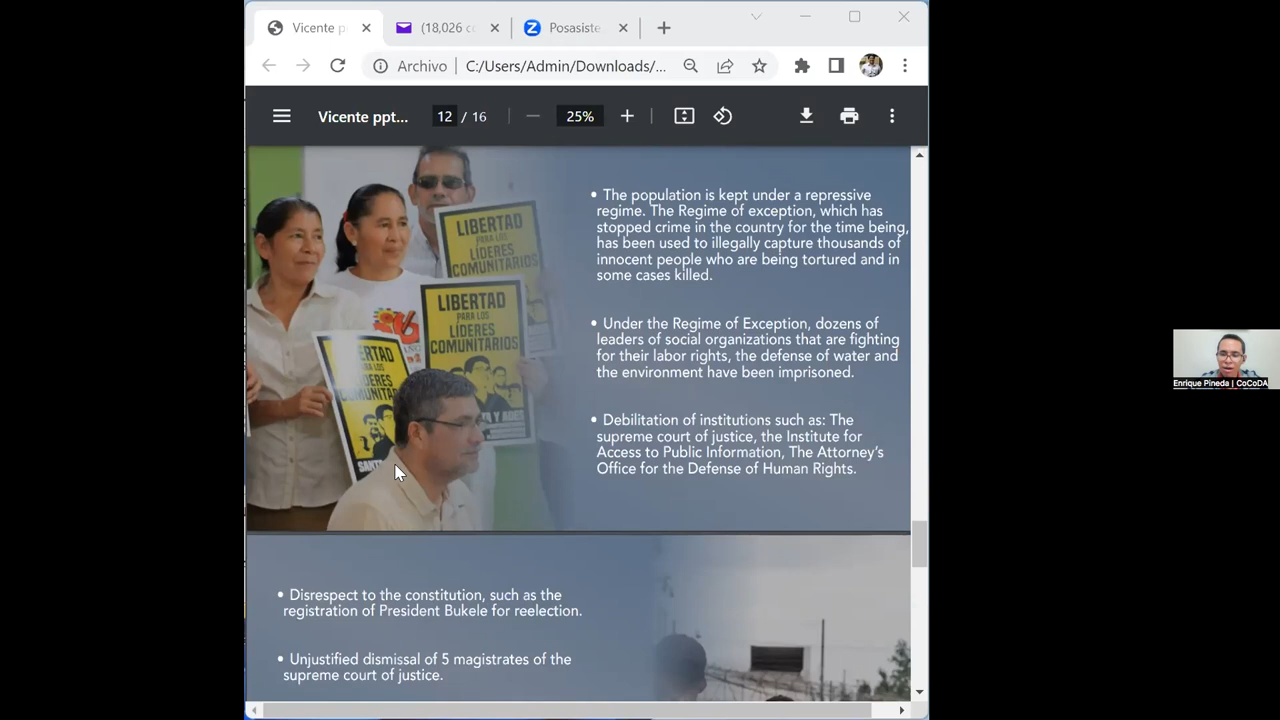 Vicente p
(18,026 c
Posasiste
Archivo
C:/Users/Admin/Downloads/...
Vicente ppt...
12 / 16
25%
• The population is kept under a repressive
regime. The Regime of exception, which has
stopped crime in the country for the time being,
has been used to illegally capture thousands of
innocent people who are being tortured and in
some cases killed.
• Under the Regime of Exception, dozens of
leaders of social organizations that are fighting
for their labor rights, the defense of water and
the environment have been imprisoned.
• Debilitation of institutions such as: The
supreme court of justice, the Institute for
Access to Public Information, The Attorney's
Office for the Defense of Human Rights.
LIBERTAD
PARA LOS
LÍDERES
COMUNITARIOS
LIBERTAD
PARA LOS
LÍDERES
COMUNITARIOS
LIBERTAD
PARA LOS
LÍDERES
Y ADES
SANT
• Disrespect to the constitution, such as the
registration of President Bukele for reelection.
• Unjustified dismissal of 5 magistrates of the
supreme court of justice.
Enrique Pineda | CoCoDA